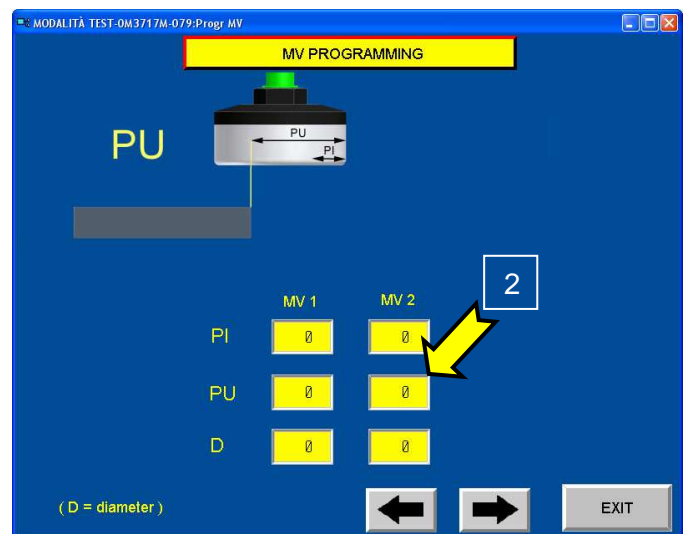 MODALITÀ TEST-0M3717M-079:Progr MV
MV PROGRAMMING
PU
PU
PI
2
MV 1 MV 2
PI 0 0
PU 0 0
D 0 0
( D = diameter )
EXIT